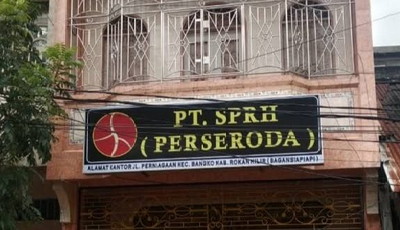 PT. SPRH
( PERSERODA )
ALAMAT KANTOR JL. PERNIAGAAN KEC. BANGKO KAB. ROKAN HILIR ( BAGANSIAPIAPI )